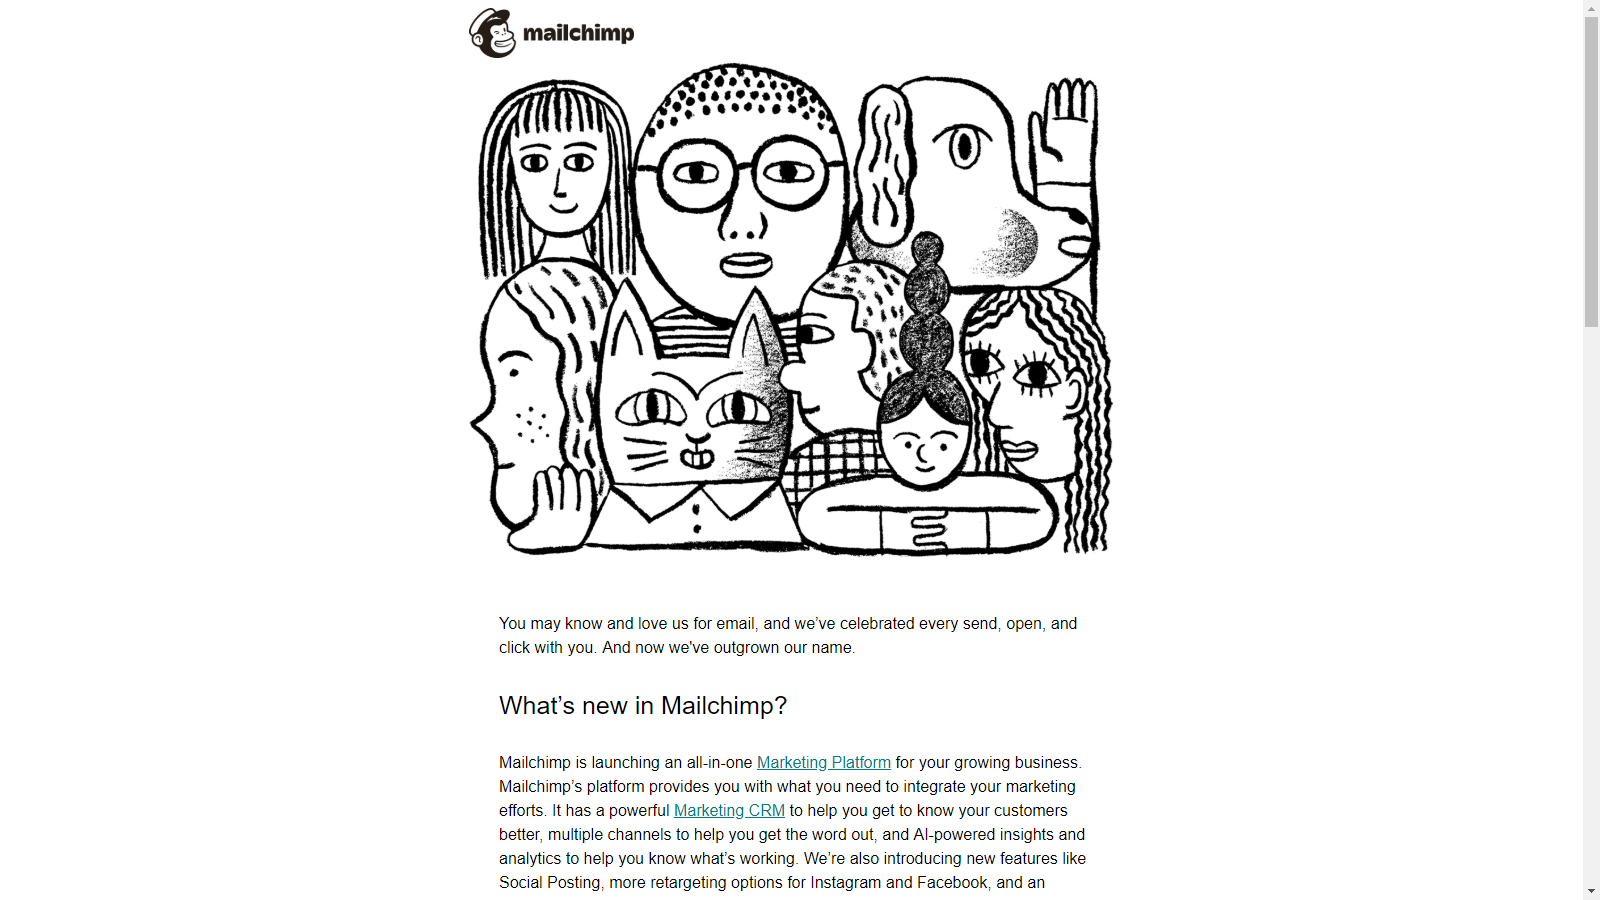 mailchimp
You may know and love us for email, and we’ve celebrated every send, open, and
click with you. And now we've outgrown our name.
What’s new in Mailchimp?
Mailchimp is launching an all-in-one Marketing Platform for your growing business.
Mailchimp’s platform provides you with what you need to integrate your marketing
efforts. It has a powerful Marketing CRM to help you get to know your customers
better, multiple channels to help you get the word out, and AI-powered insights and
analytics to help you know what’s working. We’re also introducing new features like
Social Posting, more retargeting options for Instagram and Facebook, and an